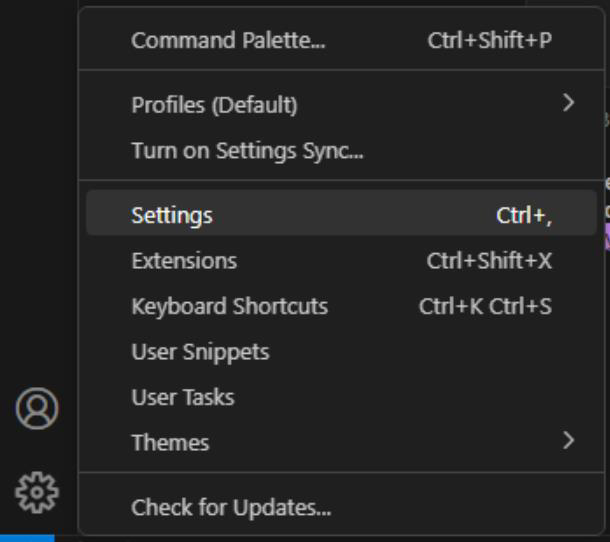 Command Palette... Ctrl+Shift+P
Profiles (Default)
Turn on Settings Sync...
Settings Ctrl+,
Extensions Ctrl+Shift+X
Keyboard Shortcuts Ctrl+K Ctrl+S
User Snippets
User Tasks
Themes
Check for Updates...